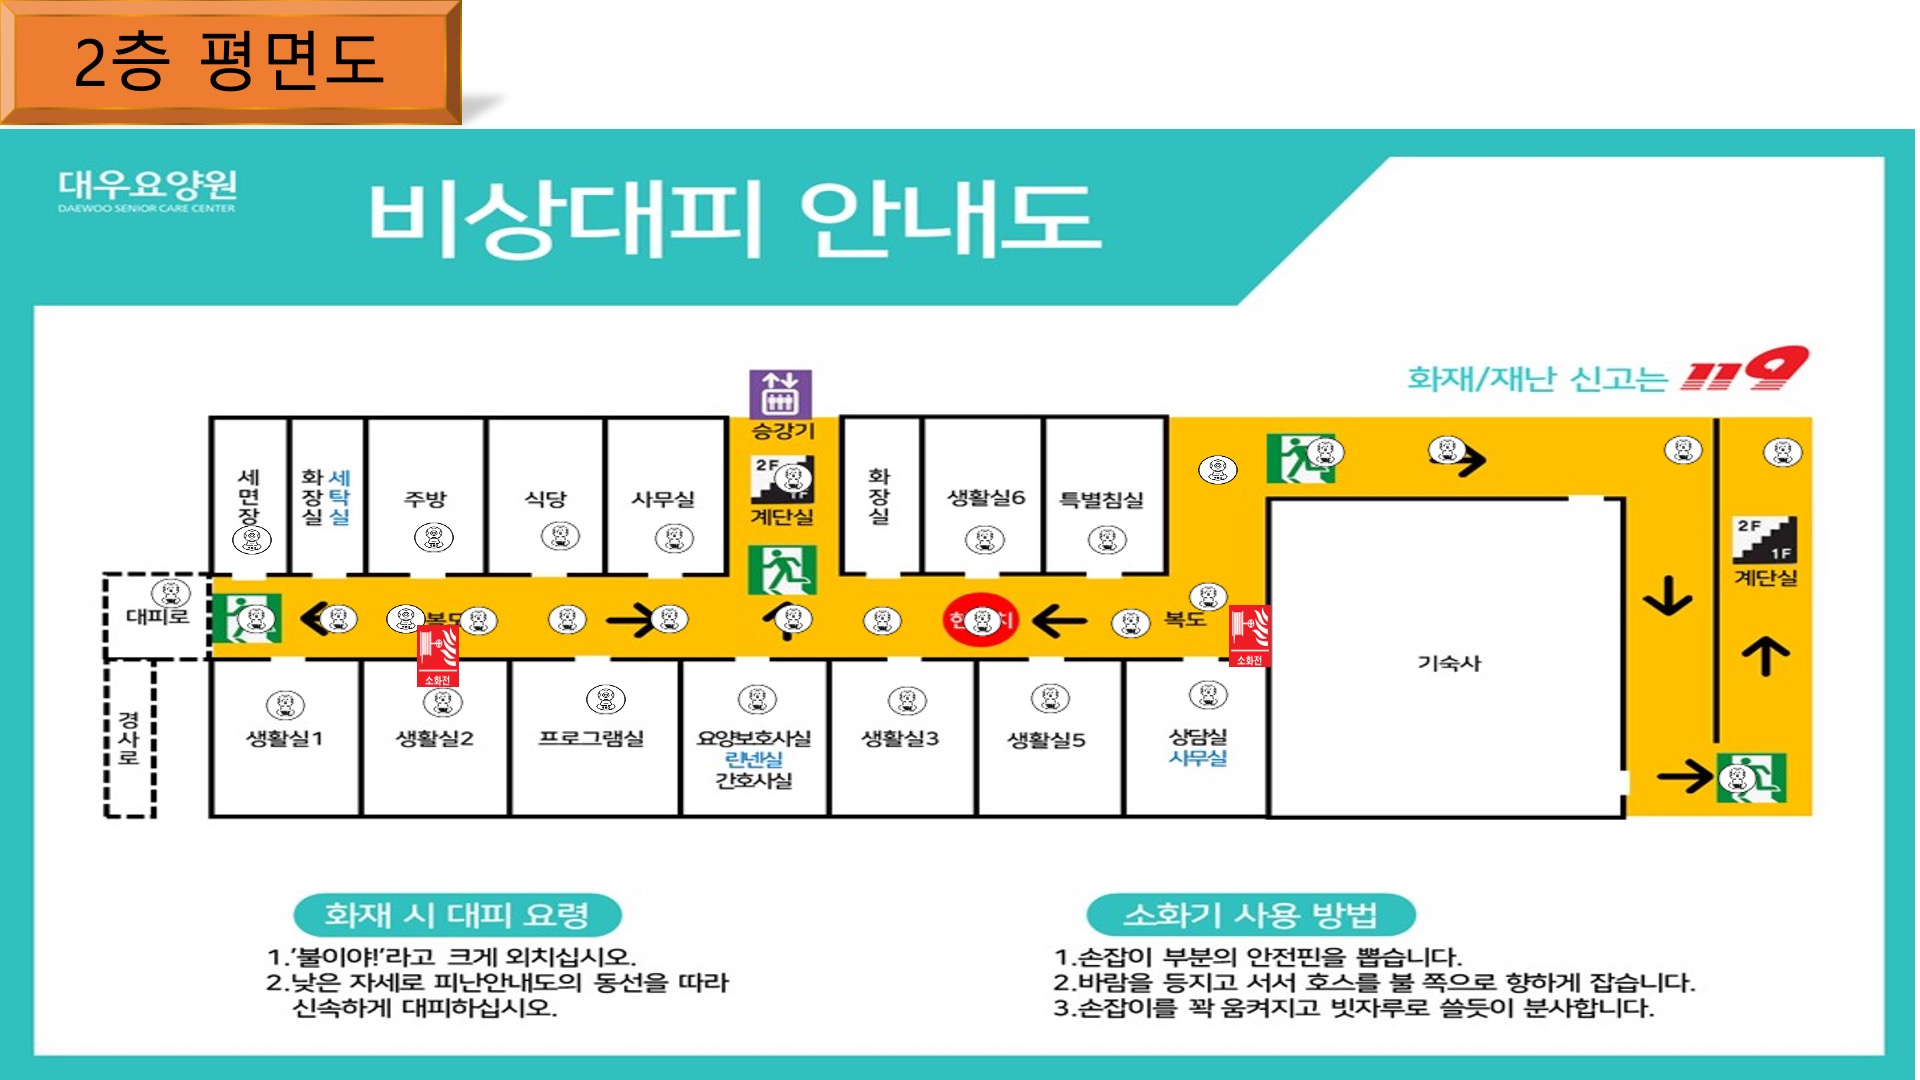 2층 평면도
대우요양원
DAEWOO SENIOR CARE CENTER
비상대피 안내도
화재/재난 신고는 119
승강기
2F
계단실
세면장
화장실
세탁실
주방
식당
사무실
화장실
생활실6
특별침실
2F
1F
계단실
대피로
복도
소화전
복도
소화전
기숙사
경사로
생활실1
생활실2
프로그램실
요양보호사실
린넨실
간호사실
생활실3
생활실5
상담실
사무실
화재 시 대피 요령
1.'불이야!'라고 크게 외치십시오.
2.낮은 자세로 피난안내도의 동선을 따라
신속하게 대피하십시오.
소화기 사용 방법
1.손잡이 부분의 안전핀을 뽑습니다.
2.바람을 등지고 서서 호스를 불 쪽으로 향하게 잡습니다.
3.손잡이를 꽉 움켜지고 빗자루로 쓸듯이 분사합니다.